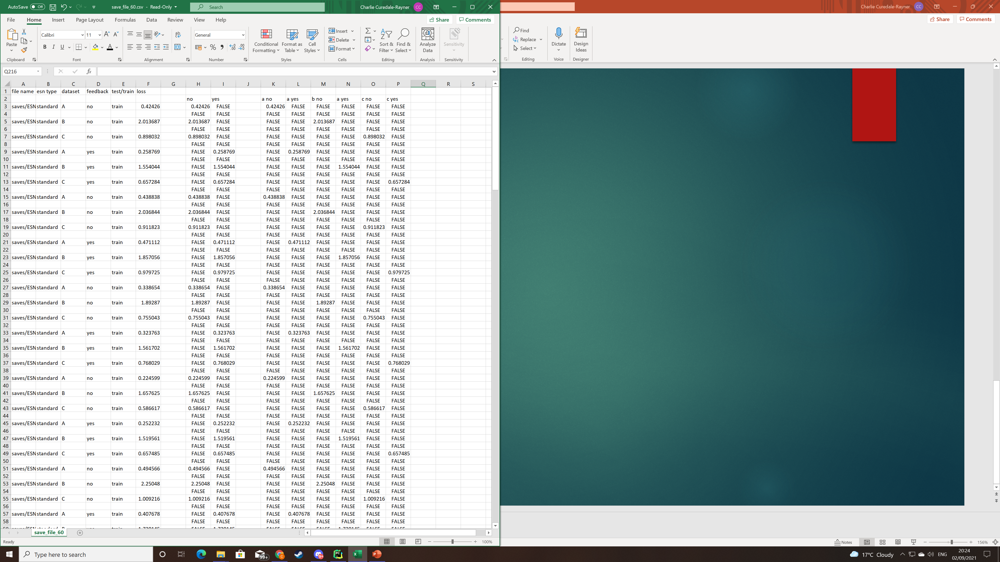 AutoSave Off save_file_60.csv - Read-Only Search Charlie Curedale-Rayner CC
File Home Insert Page Layout Formulas Data Review View Help Share Comments
Paste Calibri 11 General Conditional Formatting Format as Table Cell Styles Insert Delete Format Sort & Filter Find & Select Analyze Data Sensitivity
Clipboard Font Alignment Number Styles Cells Editing Analysis Sensitivity
Q216 fx
A B C D E F G H I J K L M N O P Q R S
1 file name esn type dataset feedback test/train loss
2 no yes a no a yes b no a yes c no c yes
3 saves/ESN standard A no train 0.42426 0.42426 FALSE 0.42426 FALSE FALSE FALSE FALSE FALSE
4 FALSE FALSE FALSE FALSE FALSE FALSE FALSE FALSE
5 saves/ESN standard B no train 2.013687 2.013687 FALSE FALSE FALSE 2.013687 FALSE FALSE FALSE
6 FALSE FALSE FALSE FALSE FALSE FALSE FALSE FALSE
7 saves/ESN standard C no train 0.898032 0.898032 FALSE FALSE FALSE FALSE FALSE 0.898032 FALSE
8 FALSE FALSE FALSE FALSE FALSE FALSE FALSE FALSE
9 saves/ESN standard A yes train 0.258769 FALSE 0.258769 FALSE 0.258769 FALSE FALSE FALSE FALSE
10 FALSE FALSE FALSE FALSE FALSE FALSE FALSE FALSE
11 saves/ESN standard B yes train 1.554044 FALSE 1.554044 FALSE FALSE FALSE 1.554044 FALSE FALSE
12 FALSE FALSE FALSE FALSE FALSE FALSE FALSE FALSE
13 saves/ESN standard C yes train 0.657284 FALSE 0.657284 FALSE FALSE FALSE FALSE FALSE 0.657284
14 FALSE FALSE FALSE FALSE FALSE FALSE FALSE FALSE
15 saves/ESN standard A no train 0.438838 0.438838 FALSE 0.438838 FALSE FALSE FALSE FALSE FALSE
16 FALSE FALSE FALSE FALSE FALSE FALSE FALSE FALSE
17 saves/ESN standard B no train 2.036844 2.036844 FALSE FALSE FALSE 2.036844 FALSE FALSE FALSE
18 FALSE FALSE FALSE FALSE FALSE FALSE FALSE FALSE
19 saves/ESN standard C no train 0.911823 0.911823 FALSE FALSE FALSE FALSE FALSE 0.911823 FALSE
20 FALSE FALSE FALSE FALSE FALSE FALSE FALSE FALSE
21 saves/ESN standard A yes train 0.471112 FALSE 0.471112 FALSE 0.471112 FALSE FALSE FALSE FALSE
22 FALSE FALSE FALSE FALSE FALSE FALSE FALSE FALSE
23 saves/ESN standard B yes train 1.857056 FALSE 1.857056 FALSE FALSE FALSE 1.857056 FALSE FALSE
24 FALSE FALSE FALSE FALSE FALSE FALSE FALSE FALSE
25 saves/ESN standard C yes train 0.979725 FALSE 0.979725 FALSE FALSE FALSE FALSE FALSE 0.979725
26 FALSE FALSE FALSE FALSE FALSE FALSE FALSE FALSE
27 saves/ESN standard A no train 0.338654 0.338654 FALSE 0.338654 FALSE FALSE FALSE FALSE FALSE
28 FALSE FALSE FALSE FALSE FALSE FALSE FALSE FALSE
29 saves/ESN standard B no train 1.89287 1.89287 FALSE FALSE FALSE 1.89287 FALSE FALSE FALSE
30 FALSE FALSE FALSE FALSE FALSE FALSE FALSE FALSE
31 saves/ESN standard C no train 0.755043 0.755043 FALSE FALSE FALSE FALSE FALSE 0.755043 FALSE
32 FALSE FALSE FALSE FALSE FALSE FALSE FALSE FALSE
33 saves/ESN standard A yes train 0.323763 FALSE 0.323763 FALSE 0.323763 FALSE FALSE FALSE FALSE
34 FALSE FALSE FALSE FALSE FALSE FALSE FALSE FALSE
35 saves/ESN standard B yes train 1.561702 FALSE 1.561702 FALSE FALSE FALSE 1.561702 FALSE FALSE
36 FALSE FALSE FALSE FALSE FALSE FALSE FALSE FALSE
37 saves/ESN standard C yes train 0.768029 FALSE 0.768029 FALSE FALSE FALSE FALSE FALSE 0.768029
38 FALSE FALSE FALSE FALSE FALSE FALSE FALSE FALSE
39 saves/ESN standard A no train 0.224599 0.224599 FALSE 0.224599 FALSE FALSE FALSE FALSE FALSE
40 FALSE FALSE FALSE FALSE FALSE FALSE FALSE FALSE
41 saves/ESN standard B no train 1.657625 1.657625 FALSE FALSE FALSE 1.657625 FALSE FALSE FALSE
42 FALSE FALSE FALSE FALSE FALSE FALSE FALSE FALSE
43 saves/ESN standard C no train 0.586617 0.586617 FALSE FALSE FALSE FALSE FALSE 0.586617 FALSE
44 FALSE FALSE FALSE FALSE FALSE FALSE FALSE FALSE
45 saves/ESN standard A yes train 0.252232 FALSE 0.252232 FALSE 0.252232 FALSE FALSE FALSE FALSE
46 FALSE FALSE FALSE FALSE FALSE FALSE FALSE FALSE
47 saves/ESN standard B yes train 1.519561 FALSE 1.519561 FALSE FALSE FALSE 1.519561 FALSE FALSE
48 FALSE FALSE FALSE FALSE FALSE FALSE FALSE FALSE
49 saves/ESN standard C yes train 0.657485 FALSE 0.657485 FALSE FALSE FALSE FALSE FALSE 0.657485
50 FALSE FALSE FALSE FALSE FALSE FALSE FALSE FALSE
51 saves/ESN standard A no train 0.494566 0.494566 FALSE 0.494566 FALSE FALSE FALSE FALSE FALSE
52 FALSE FALSE FALSE FALSE FALSE FALSE FALSE FALSE
53 saves/ESN standard B no train 2.25048 2.25048 FALSE FALSE FALSE 2.25048 FALSE FALSE FALSE
54 FALSE FALSE FALSE FALSE FALSE FALSE FALSE FALSE
55 saves/ESN standard C no train 1.009216 1.009216 FALSE FALSE FALSE FALSE FALSE 1.009216 FALSE
56 FALSE FALSE FALSE FALSE FALSE FALSE FALSE FALSE
57 saves/ESN standard A yes train 0.407678 FALSE 0.407678 FALSE 0.407678 FALSE FALSE FALSE FALSE
58 FALSE FALSE FALSE FALSE FALSE FALSE FALSE FALSE
save_file_60
Ready 100%
Charlie Curedale-Rayner CC
Share Comments
Find Replace Select Dictate Design Ideas
Editing Voice Designer
Notes 156%
Type here to search 99+ 9+ 17°C Cloudy ENG 20:24
02/09/2021